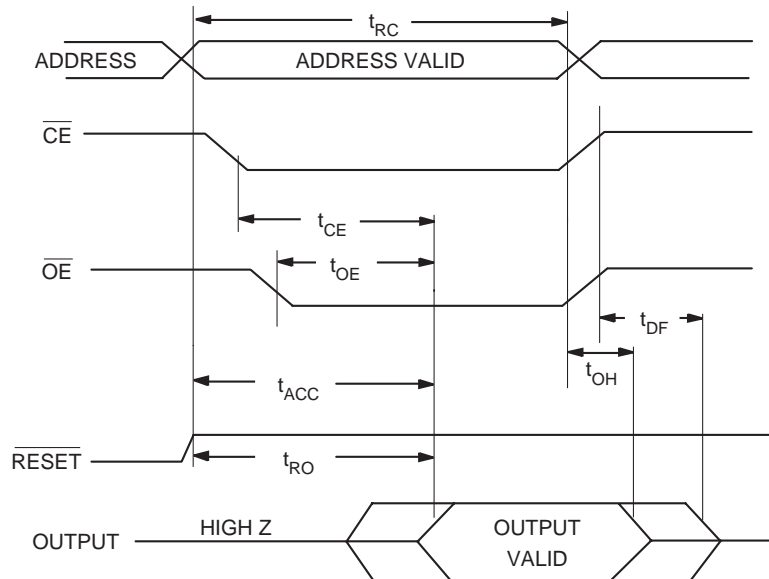 tRC
ADDRESS ADDRESS VALID
CE
tCE
tOE
OE
tDF
tOH
tACC
RESET
tRO
HIGH Z
OUTPUT
OUTPUT
VALID